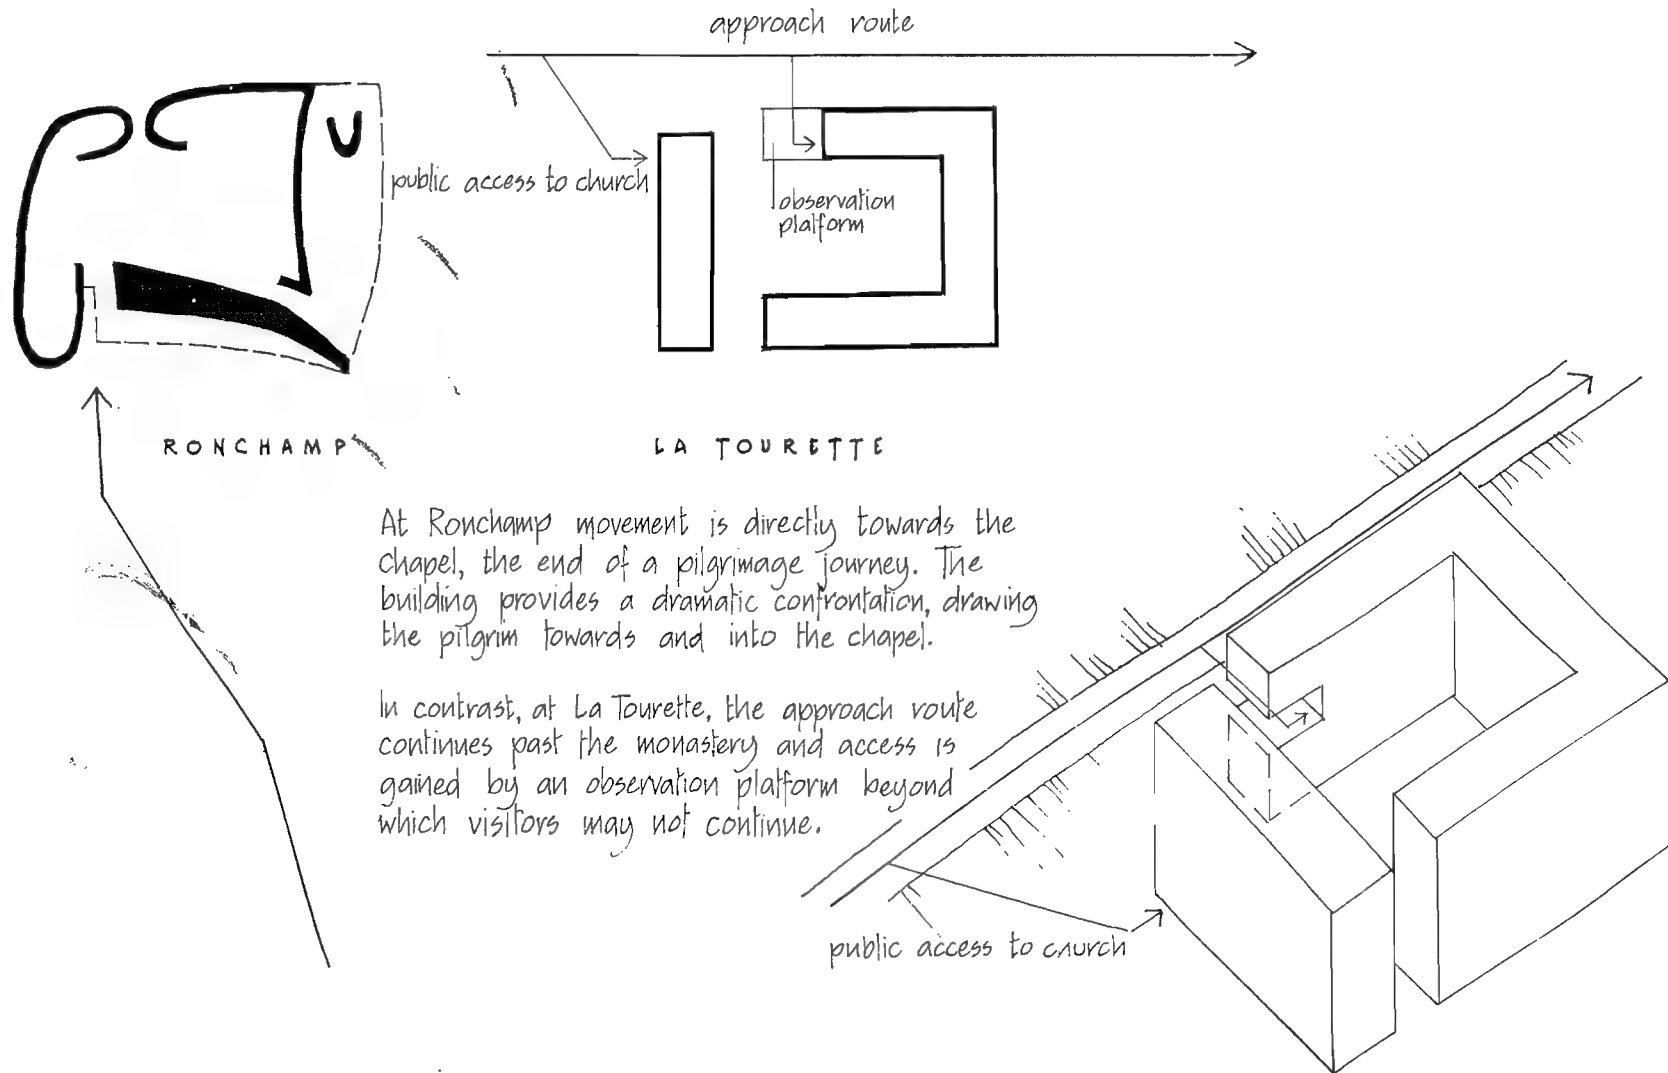 approach route
public access to church
observation
platform
RONCHAMP
LA TOURETTE
At Ronchamp movement is directly towards the
chapel, the end of a pilgrimage journey. The
building provides a dramatic confrontation, drawing
the pilgrim towards and into the chapel.
In contrast, at La Tourette, the approach route
continues past the monastery and access is
gained by an observation platform beyond
which visitors may not continue.
public access to church